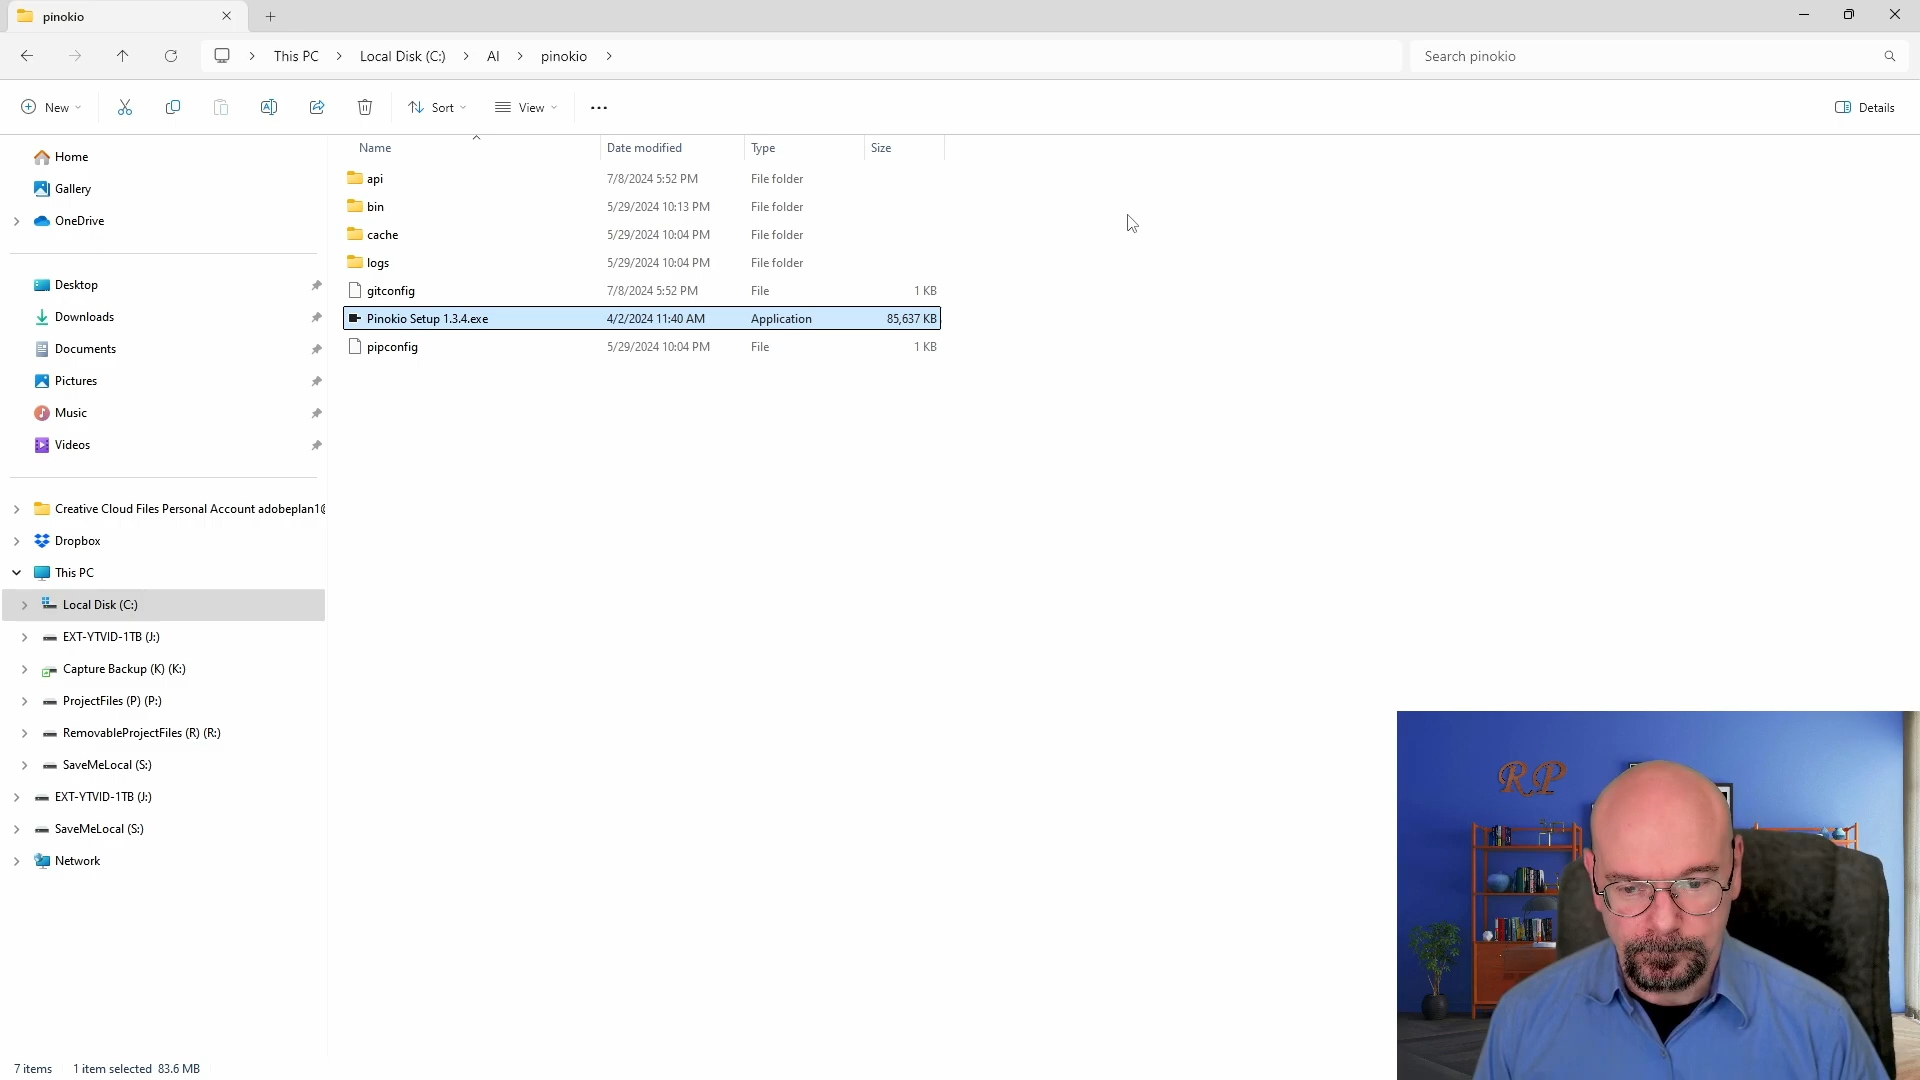 pinokio
This PC
Local Disk (C:)
AI
pinokio
Search pinokio
New
Sort
View
Details
Name
Date modified
Type
Size
Home
Gallery
OneDrive
Desktop
Downloads
Documents
Pictures
Music
Videos
Creative Cloud Files Personal Account adobeplan1@
Dropbox
This PC
Local Disk (C:)
EXT-YTVID-1TB (J:)
Capture Backup (K) (K:)
ProjectFiles (P) (P:)
RemovableProjectFiles (R) (R:)
SaveMeLocal (S:)
EXT-YTVID-1TB (J:)
SaveMeLocal (S:)
Network
api 7/8/2024 5:52 PM File folder
bin 5/29/2024 10:13 PM File folder
cache 5/29/2024 10:04 PM File folder
logs 5/29/2024 10:04 PM File folder
gitconfig 7/8/2024 5:52 PM File 1 KB
Pinokio Setup 1.3.4.exe 4/2/2024 11:40 AM Application 85,637 KB
pipconfig 5/29/2024 10:04 PM File 1 KB
RP
7 items 1 item selected 83.6 MB